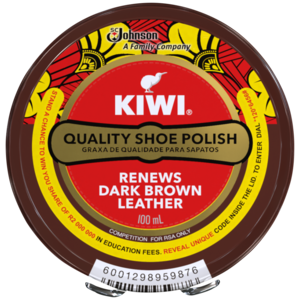 SC Johnson
A Family Company
KIWI®
QUALITY SHOE POLISH
GRAXA DE QUALIDADE PARA SAPATOS
RENEWS
DARK BROWN
LEATHER
100 mL
COMPETITION FOR RSA ONLY
STAND A CHANCE TO WIN YOUR SHARE OF R2 000 000 IN EDUCATION FEES. REVEAL UNIQUE CODE INSIDE THE LID. TO ENTER DIAL
6001298959876